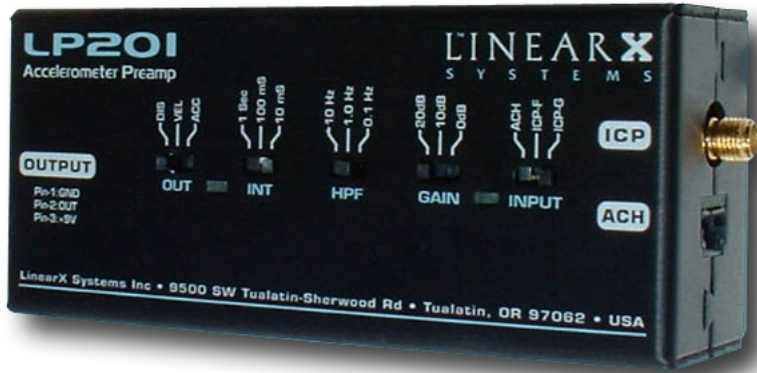 LP201
Accelerometer Preamp
LINEARX
SYSTEMS
DIS
VEL
ACC
OUT
1 Sec
100 mS
10 mS
INT
10 Hz
1.0 Hz
0.1 Hz
HPF
20dB
10dB
0dB
GAIN
ACH
ICP-F
ICP-G
INPUT
ICP
ACH
OUTPUT
Pin-1:GND
Pin-2:OUT
Pin-3:+9V
LinearX Systems Inc • 9500 SW Tualatin-Sherwood Rd • Tualatin, OR 97062 • USA